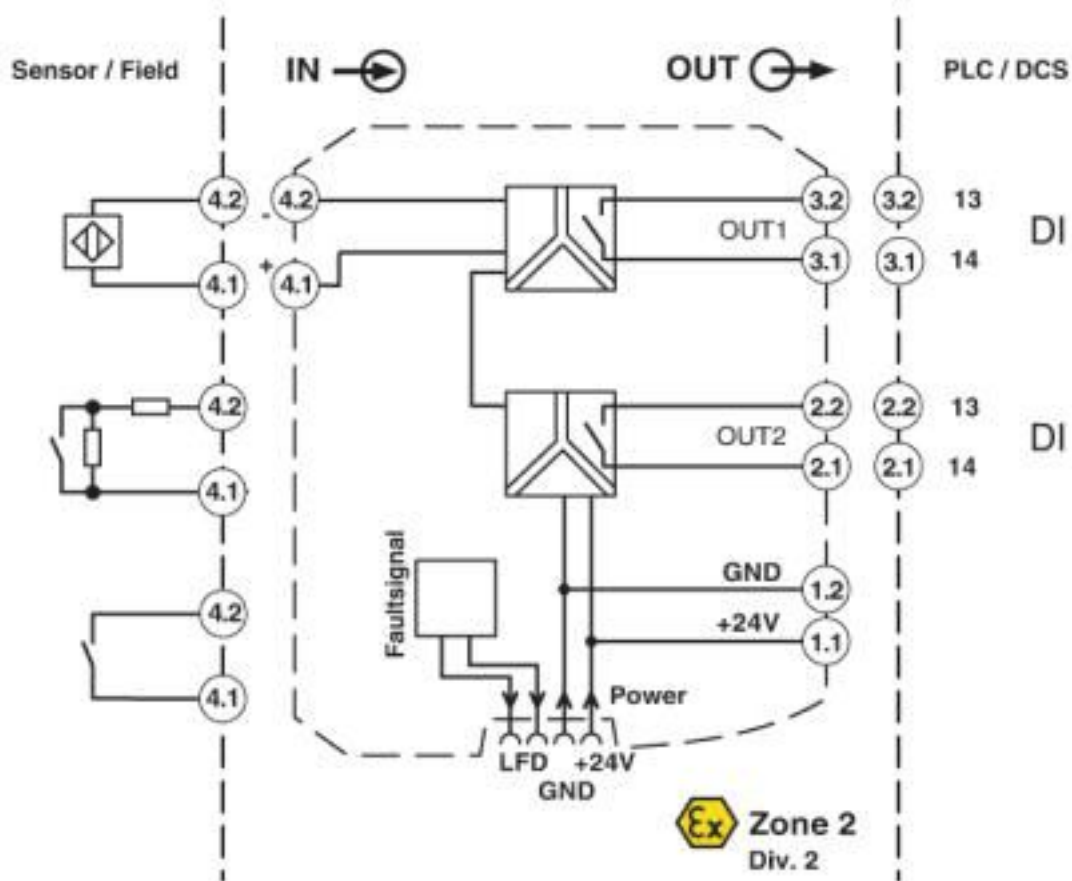 Sensor / Field IN OUT PLC / DCS
4.2 4.2 - 3.2 3.2 13
OUT1 DI
4.1 + 4.1 3.1 3.1 14
4.2 2.2 2.2 13
OUT2 DI
4.1 2.1 2.1 14
Faultsignal
GND 1.2
4.2
+24V 1.1
4.1
Power
LFD +24V
GND
Ex Zone 2
Div. 2